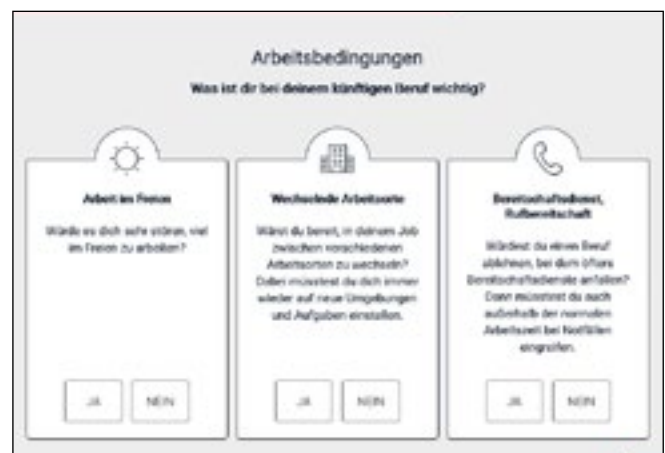 Arbeitsbedingungen
Was ist dir bei deinem künftigen Beruf wichtig?
Arbeit im Freien
Würde es dich sehr stören, viel
im Freien zu arbeiten?
JA
NEIN
Wechselnde Arbeitsorte
Wärst du bereit, in deinem Job
zwischen verschiedenen
Arbeitsorten zu wechseln?
Dabei müsstest du dich immer
wieder auf neue Umgebungen
und Aufgaben einstellen.
JA
NEIN
Bereitschaftsdienst,
Rufbereitschaft
Würdest du einen Beruf
ablehnen, bei dem öfters
Bereitschaftsdienste anfallen?
Dann müsstest du auch
außerhalb der normalen
Arbeitszeit bei Notfällen
eingreifen.
JA
NEIN